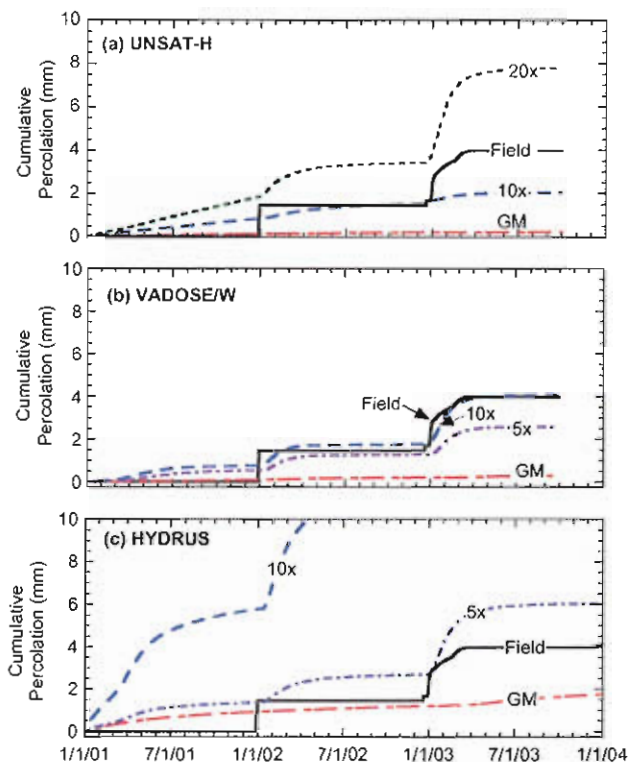 10
(a) UNSAT-H
20x
8
6
Field
4
10x
2
GM
0
Cumulative
Percolation (mm)
10
(b) VADOSE/W
8
6
Field
4
10x
5x
2
GM
0
Cumulative
Percolation (mm)
10
(c) HYDRUS
8
10x
6
5x
Field
4
2
GM
0
Cumulative
Percolation (mm)
1/1/01 7/1/01 1/1/02 7/1/02 1/1/03 7/1/03 1/1/04